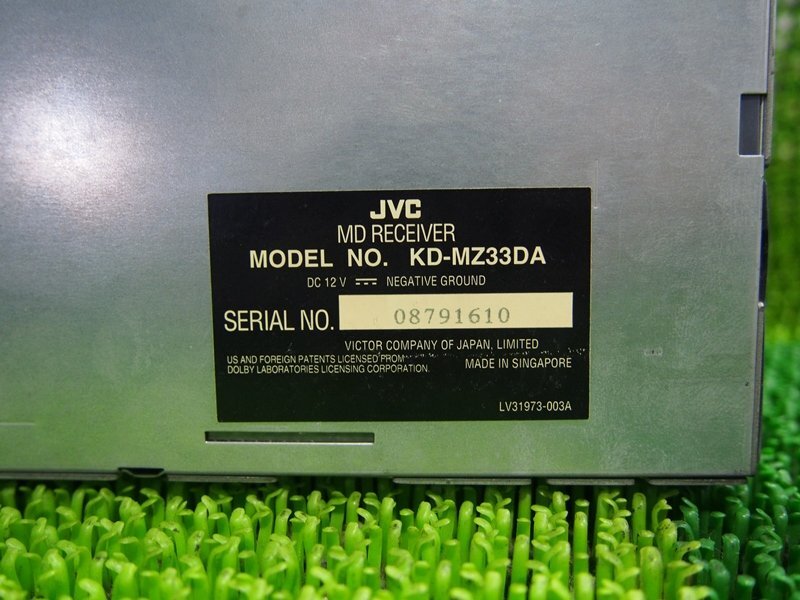 JVC
MD RECEIVER
MODEL NO. KD-MZ33DA
DC 12 V NEGATIVE GROUND
SERIAL NO. 08791610
VICTOR COMPANY OF JAPAN, LIMITED
US AND FOREIGN PATENTS LICENSED FROM
DOLBY LABORATORIES LICENSING CORPORATION.
MADE IN SINGAPORE
LV31973-003A